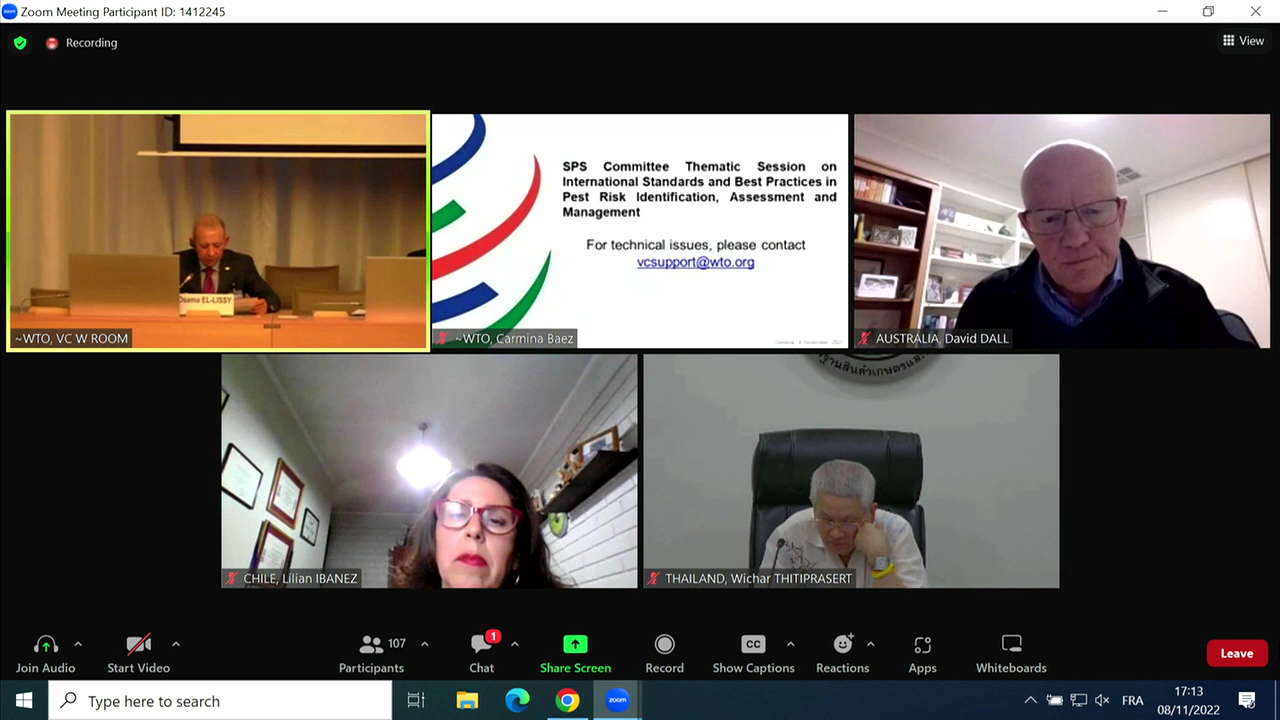 Zoom Meeting Participant ID: 1412245
Recording
View
Osama EL-LISSY
~WTO, VC W ROOM
SPS Committee Thematic Session on
International Standards and Best Practices in
Pest Risk Identification, Assessment and
Management
For technical issues, please contact
vcsupport@wto.org
~WTO, Carmina Baez
AUSTRALIA, David DALL
CHILE, Lilian IBANEZ
THAILAND, Wichar THITIPRASERT
107
1
CC
Join Audio
Start Video
Participants
Chat
Share Screen
Record
Show Captions
Reactions
Apps
Whiteboards
Leave
Type here to search
zoom
FRA
17:13
08/11/2022